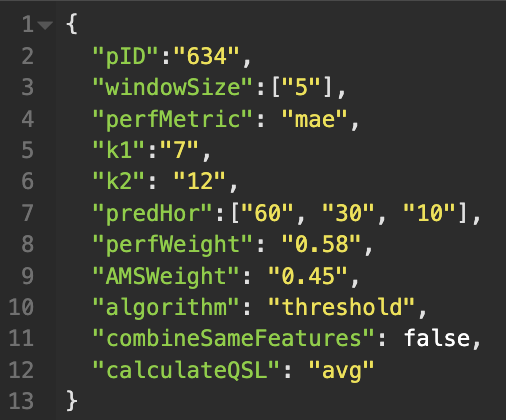 1 {
2 "pID":"634",
3 "windowSize":["5"],
4 "perfMetric": "mae",
5 "k1":"7",
6 "k2": "12",
7 "predHor":["60", "30", "10"],
8 "perfWeight": "0.58",
9 "AMSWeight": "0.45",
10 "algorithm": "threshold",
11 "combineSameFeatures": false,
12 "calculateQSL": "avg"
13 }